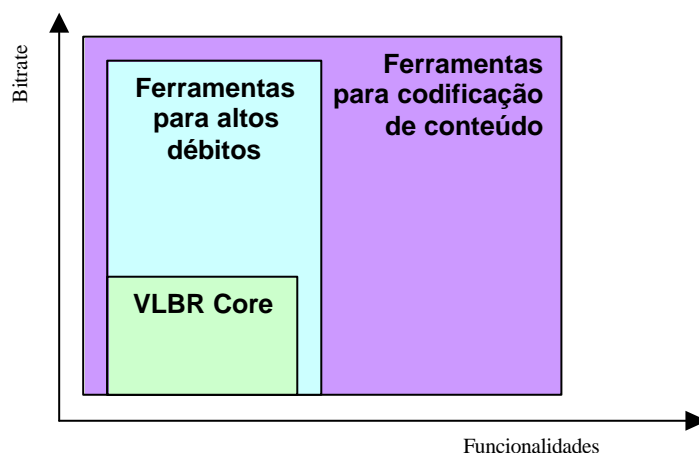 Bitrate
Ferramentas
para altos
débitos
Ferramentas
para codificação
de conteúdo
VLBR Core
Funcionalidades